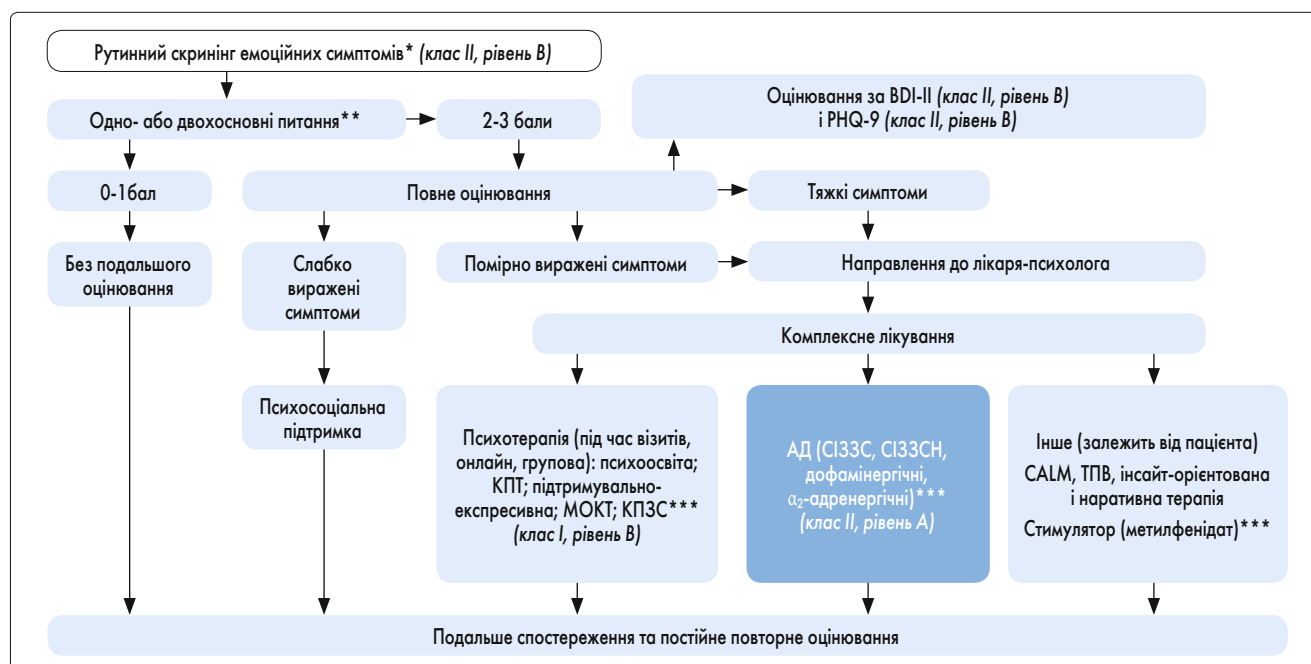 Рутинний скринінг емоційних симптомів* (клас II, рівень B)
Одно- або двохосновні питання**
2-3 бали
Оцінювання за BDI-II (клас II, рівень B)
і PHQ-9 (клас II, рівень B)
0-1бал
Повне оцінювання
Тяжкі симптоми
Без подальшого
оцінювання
Слабко
виражені
симптоми
Помірно виражені симптоми
Направлення до лікаря-психолога
Комплексне лікування
Психосоціальна
підтримка
Психотерапія (під час візитів,
онлайн, групова): психоосвіта;
КПТ; підтримувально-
експресивна; МОКТ; КПЗС***
(клас I, рівень B)
АД (СІЗЗС, СІЗЗСН,
дофамінергічні,
α₂-адренергічні)***
(клас II, рівень A)
Інше (залежить від пацієнта)
CALM, ТПВ, інсайт-орієнтована
і наративна терапія
Стимулятор (метилфенідат)***
Подальше спостереження та постійне повторне оцінювання